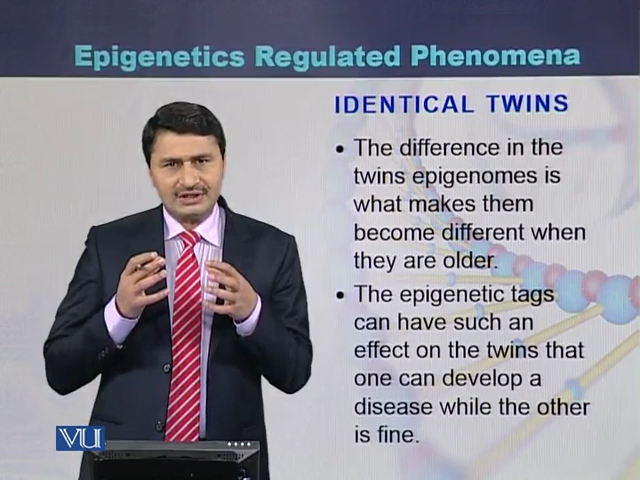 Epigenetics Regulated Phenomena
IDENTICAL TWINS
• The difference in the
twins epigenomes is
what makes them
become different when
they are older.
• The epigenetic tags
can have such an
effect on the twins that
one can develop a
disease while the other
is fine.
VU